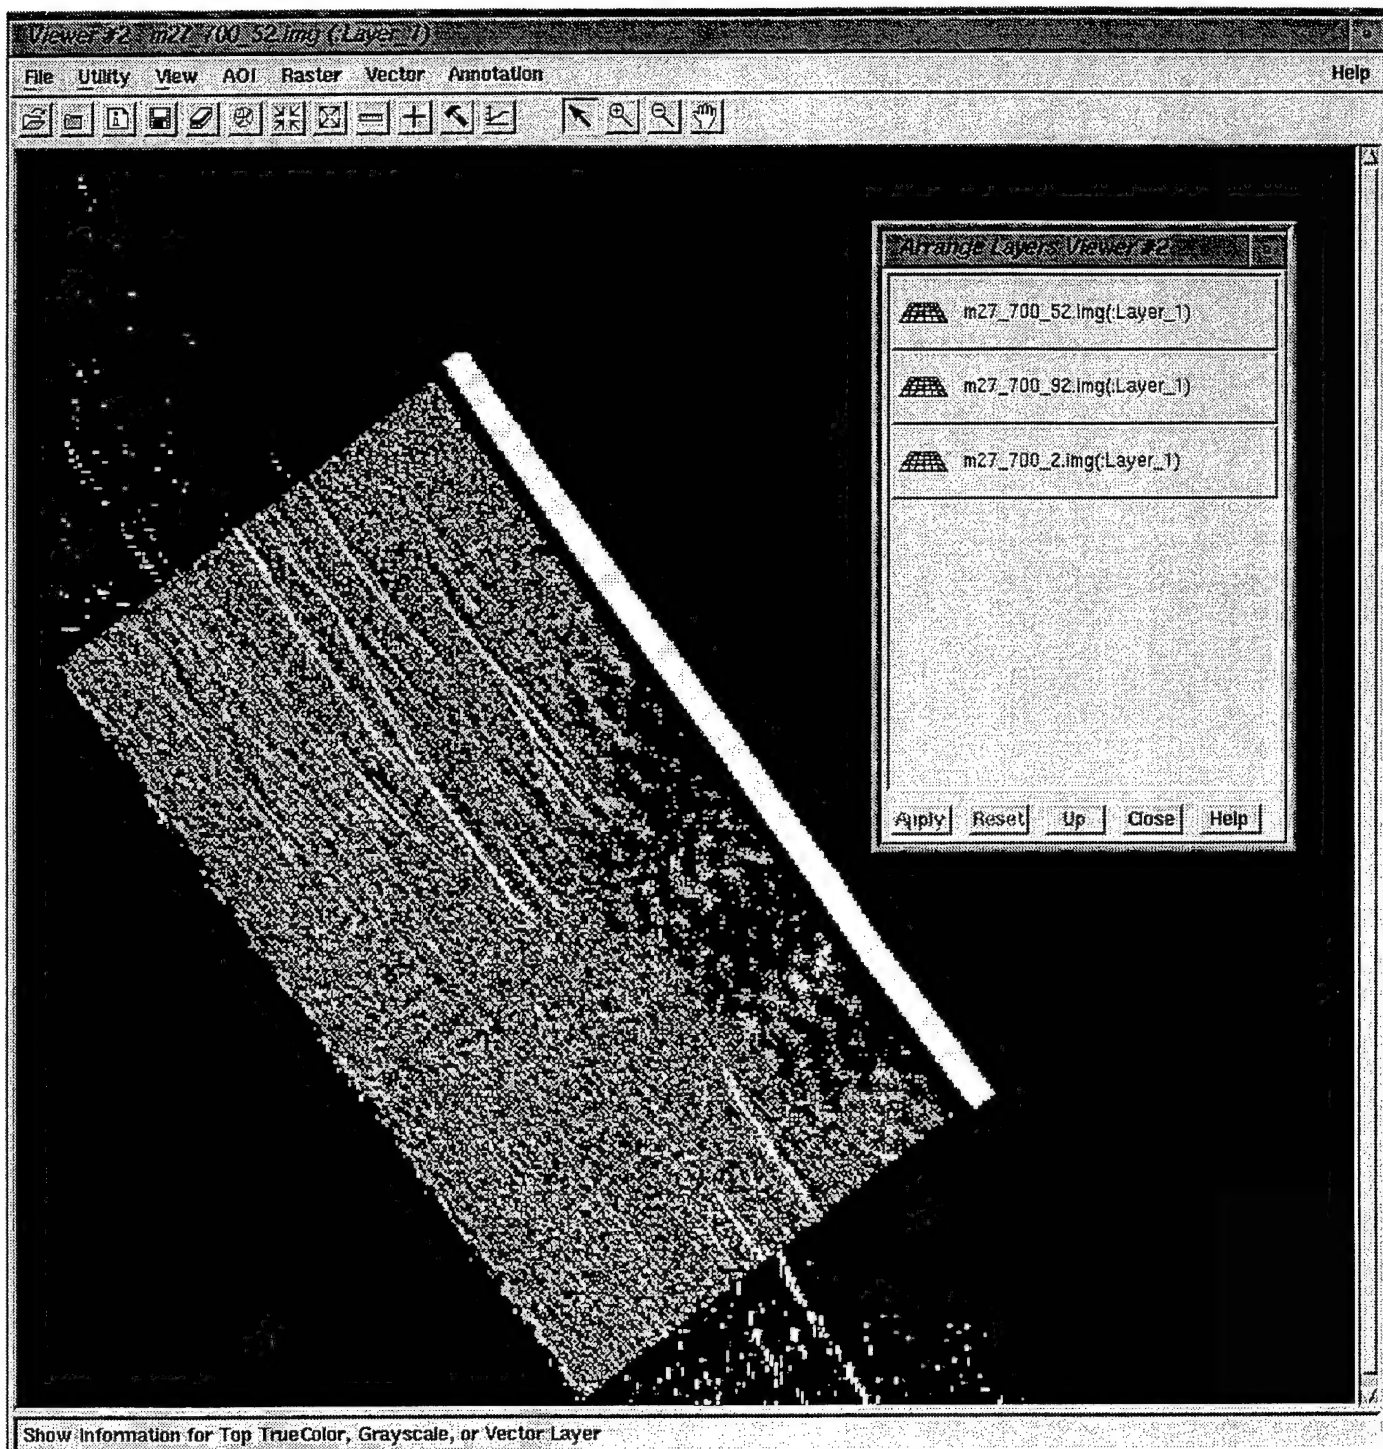 Viewer #2 m27_700_52.img (:Layer_1)
File Utility View AOI Raster Vector Annotation Help
Arrange Layers Viewer #2
m27_700_52.img(:Layer_1)
m27_700_92.img(:Layer_1)
m27_700_2.img(:Layer_1)
Apply Reset Up Close Help
Show Information for Top TrueColor, Grayscale, or Vector Layer